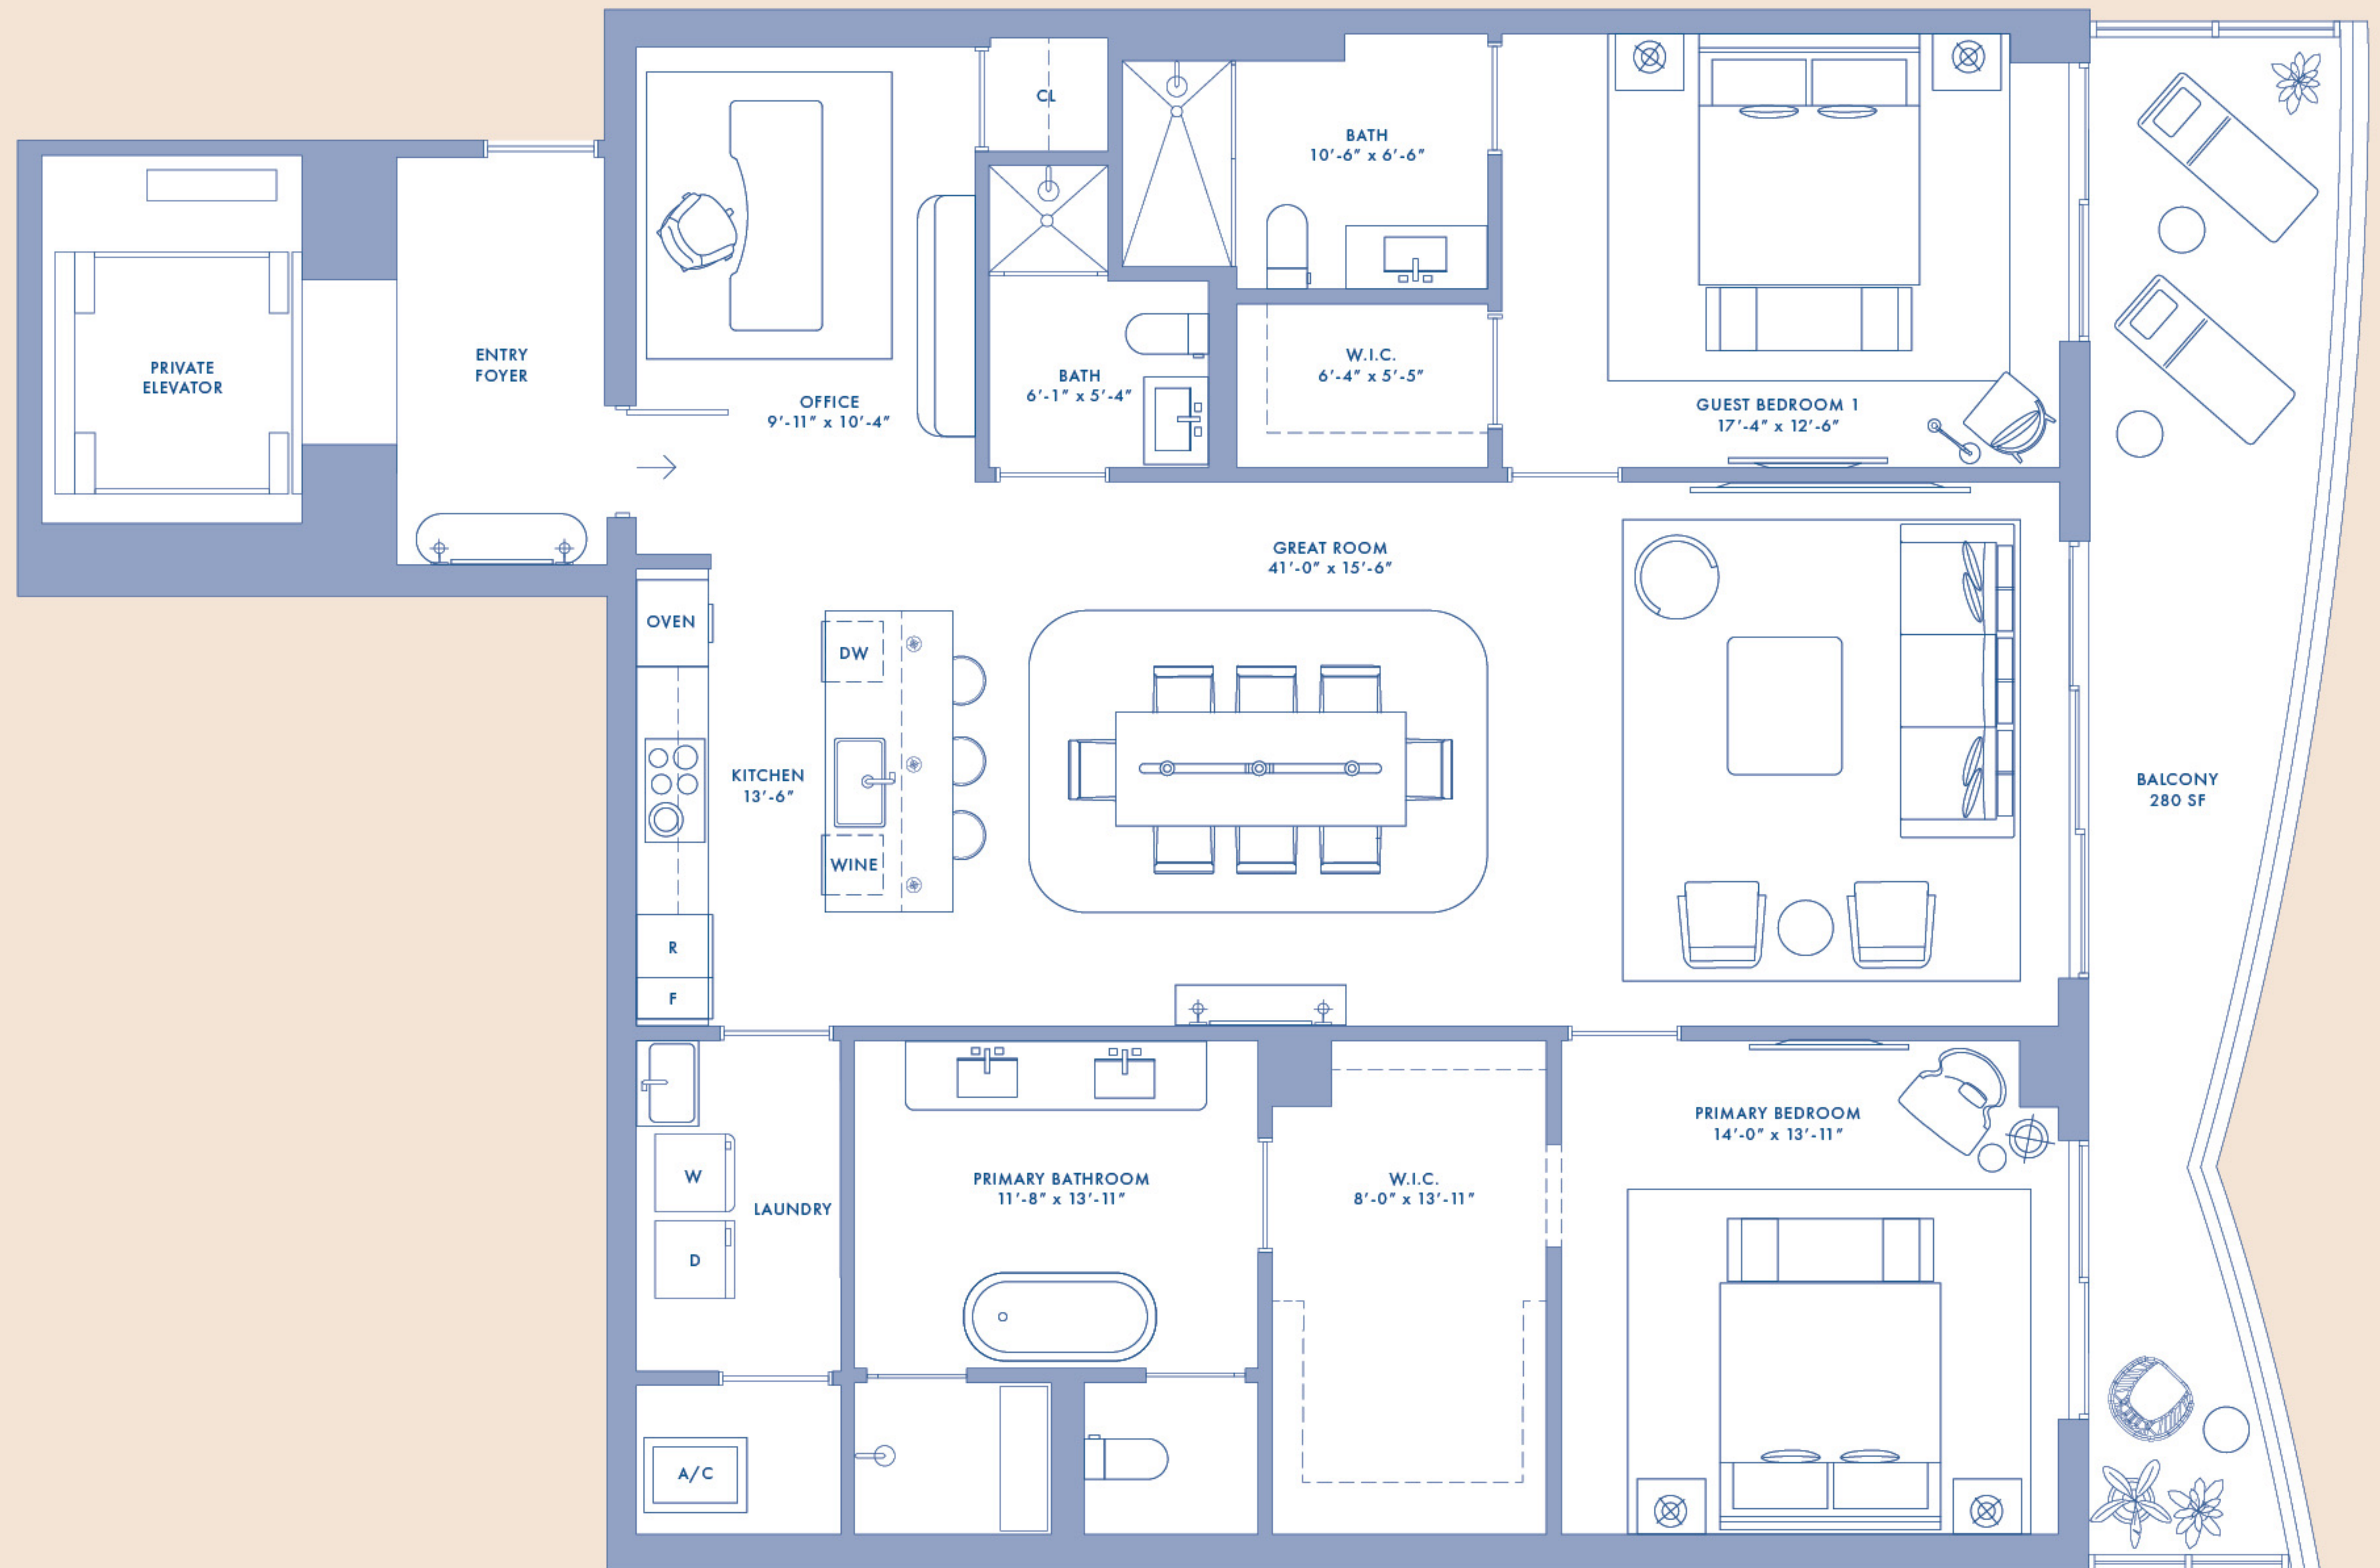 CL
BATH
10'-6" x 6'-6"
PRIVATE
ELEVATOR
ENTRY
FOYER
OFFICE
9'-11" x 10'-4"
BATH
6'-1" x 5'-4"
W.I.C.
6'-4" x 5'-5"
GUEST BEDROOM 1
17'-4" x 12'-6"
GREAT ROOM
41'-0" x 15'-6"
OVEN
DW
KITCHEN
13'-6"
WINE
R
F
BALCONY
280 SF
W
D
LAUNDRY
PRIMARY BATHROOM
11'-8" x 13'-11"
W.I.C.
8'-0" x 13'-11"
PRIMARY BEDROOM
14'-0" x 13'-11"
A/C